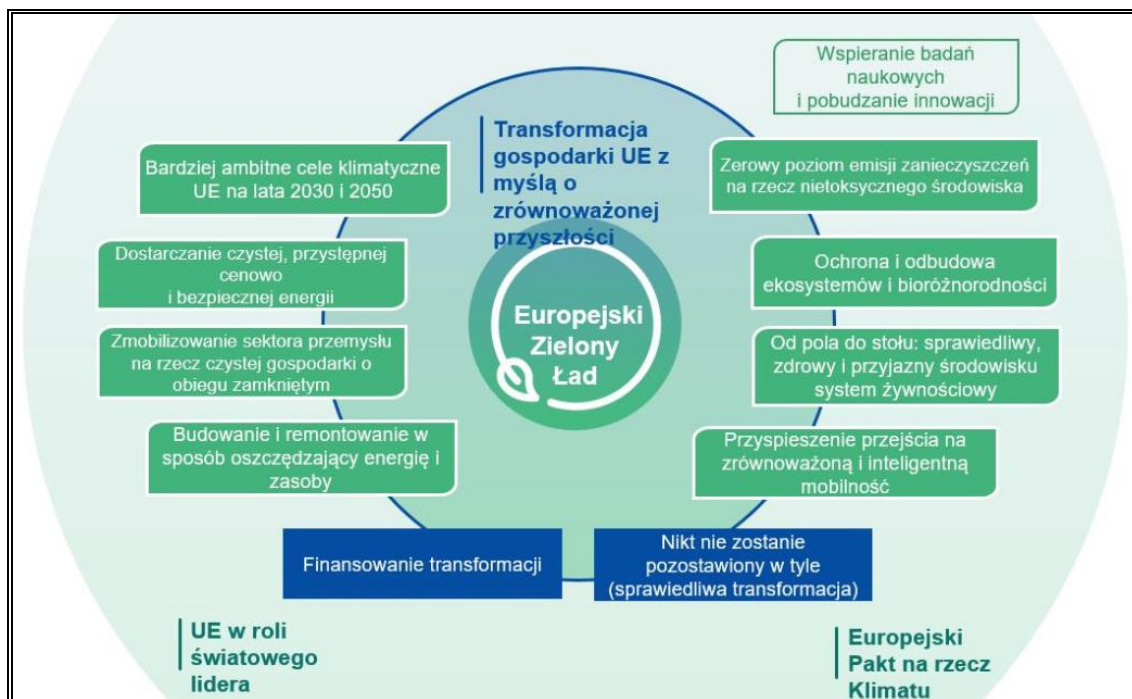 Wspieranie badań
naukowych
i pobudzanie innowacji
Transformacja
gospodarki UE z
myślą o
zrównoważonej
przyszłości
Bardziej ambitne cele klimatyczne
UE na lata 2030 i 2050
Zerowy poziom emisji zanieczyszczeń
na rzecz nietoksycznego środowiska
Dostarczanie czystej, przystępnej
cenowo
i bezpiecznej energii
Ochrona i odbudowa
ekosystemów i bioróżnorodności
Europejski
Zielony
Ład
Zmobilizowanie sektora przemysłu
na rzecz czystej gospodarki o
obiegu zamkniętym
Od pola do stołu: sprawiedliwy,
zdrowy i przyjazny środowisku
system żywnościowy
Budowanie i remontowanie w
sposób oszczędzający energię i
zasoby
Przyspieszenie przejścia na
zrównoważoną i inteligentną
mobilność
Finansowanie transformacji
Nikt nie zostanie
pozostawiony w tyle
(sprawiedliwa transformacja)
UE w roli
światowego
lidera
Europejski
Pakt na rzecz
Klimatu